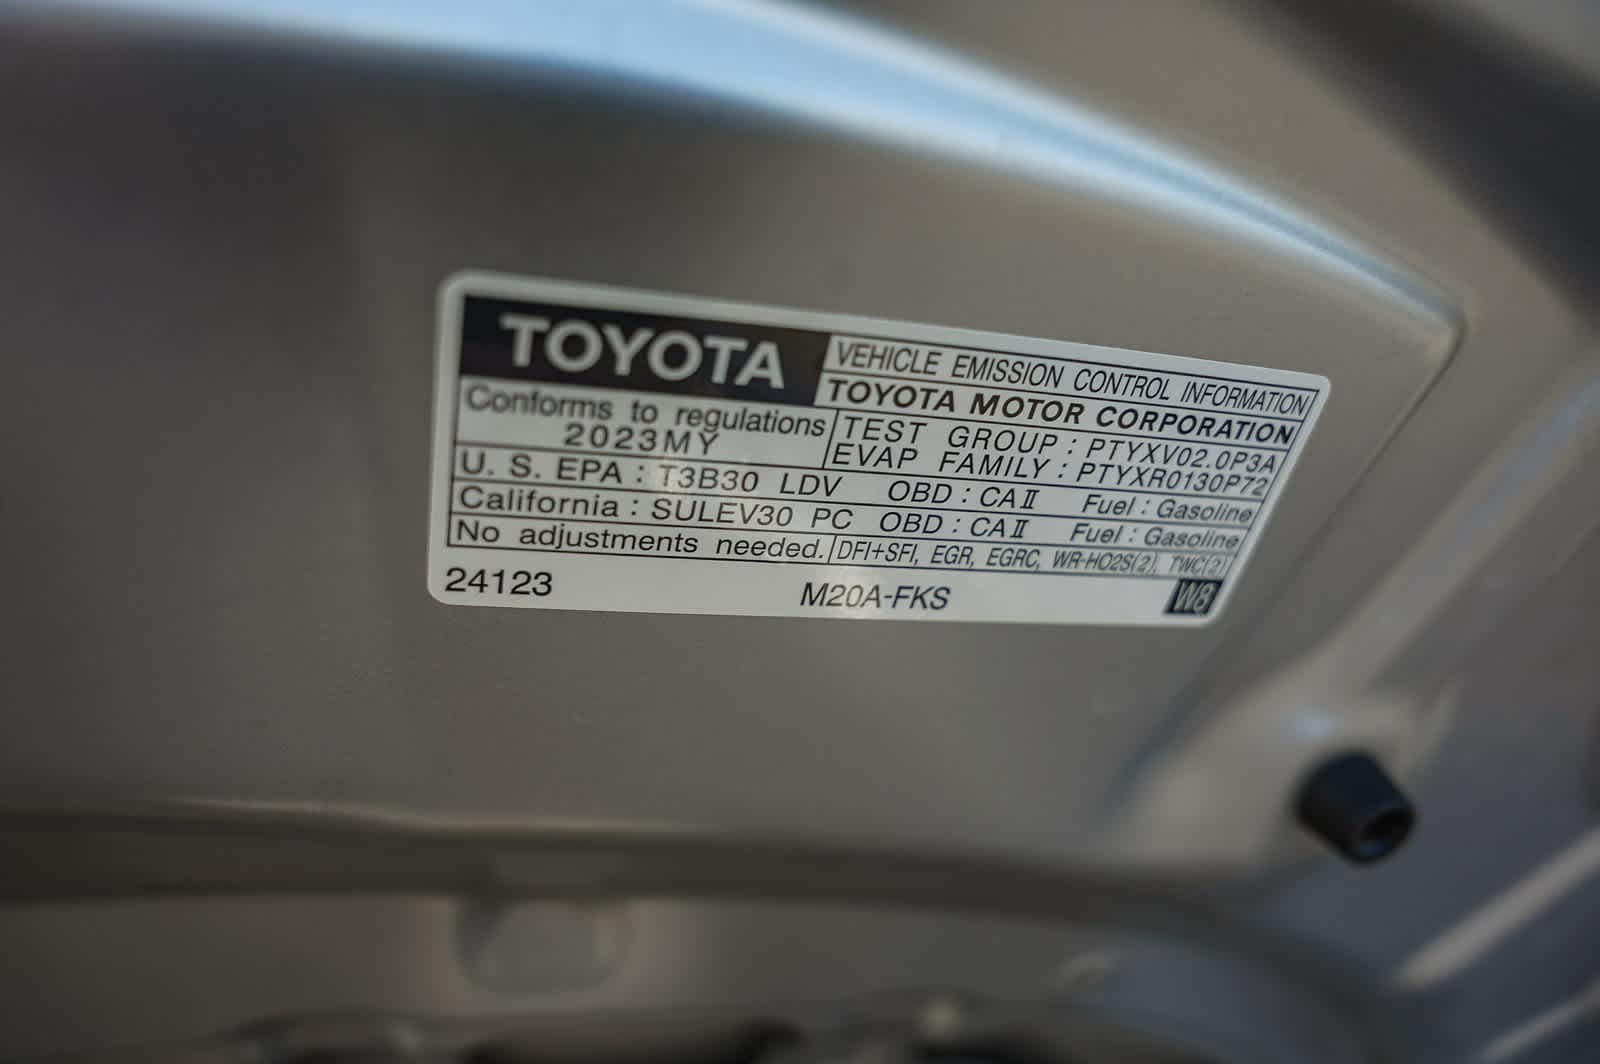 TOYOTA
VEHICLE EMISSION CONTROL INFORMATION
TOYOTA MOTOR CORPORATION
Conforms to regulations
2023MY
TEST GROUP : PTYXV02.0P3A
EVAP FAMILY : PTYXR0130P72
U. S. EPA : T3B30 LDV OBD : CAⅡ Fuel : Gasoline
California : SULEV30 PC OBD : CAⅡ Fuel : Gasoline
No adjustments needed. DFI+SFI, EGR, EGRC, WR-HO2S(2), TWC(2)
24123 M20A-FKS W8